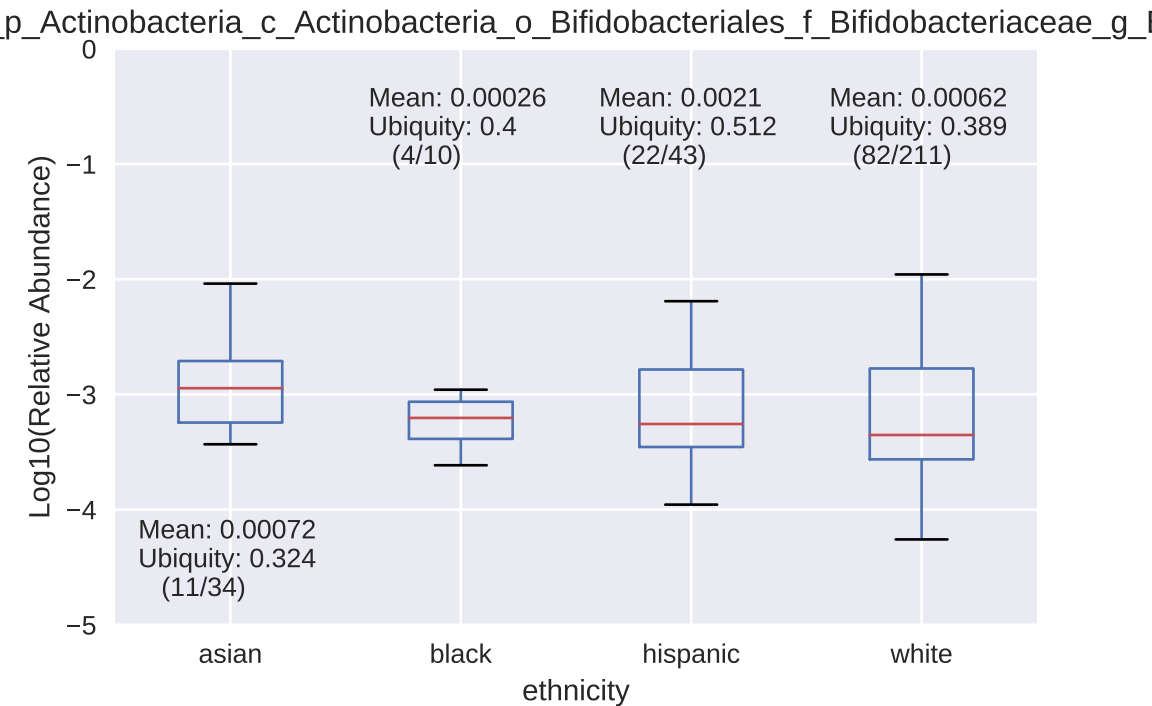 _p_Actinobacteria_c_Actinobacteria_o_Bifidobacteriales_f_Bifidobacteriaceae_g_
0
Mean: 0.00026
Ubiquity: 0.4
(4/10)
Mean: 0.0021
Ubiquity: 0.512
(22/43)
Mean: 0.00062
Ubiquity: 0.389
(82/211)
−1
−2
−3
−4
−5
Log10(Relative Abundance)
Mean: 0.00072
Ubiquity: 0.324
(11/34)
asian black hispanic white
ethnicity